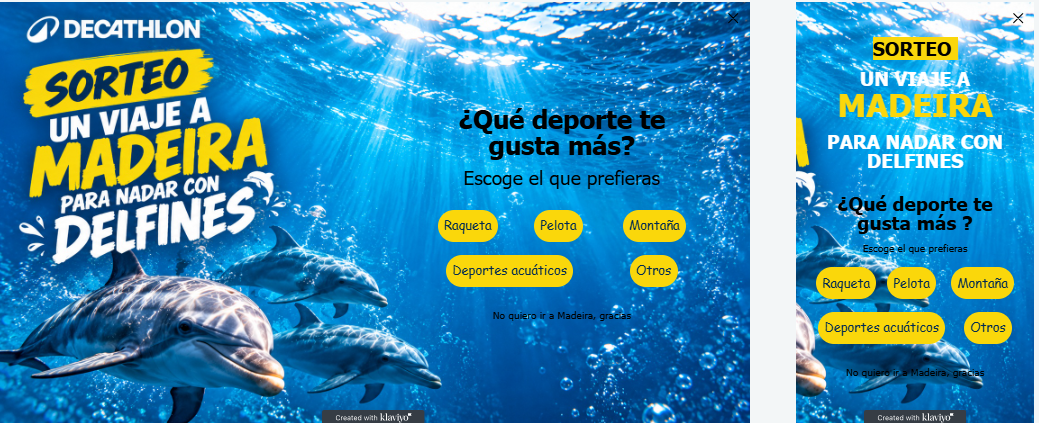 DECATHLON
SORTEO
UN VIAJE A
MADEIRA
PARA NADAR CON
DELFINES
¿Qué deporte te
gusta más?
Escoge el que prefieras
Raqueta
Pelota
Montaña
Deportes acuáticos
Otros
No quiero ir a Madeira, gracias
Created with klaviyo
SORTEO
UN VIAJE A
MADEIRA
PARA NADAR CON
DELFINES
¿Qué deporte te
gusta más ?
Escoge el que prefieras
Raqueta
Pelota
Montaña
Deportes acuáticos
Otros
No quiero ir a Madeira, gracias
Created with klaviyo